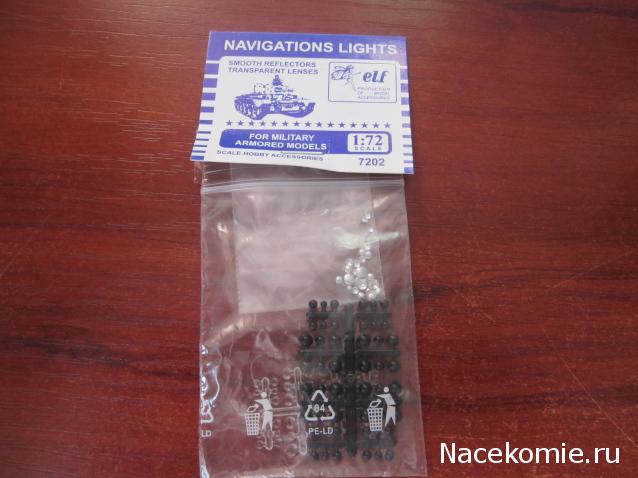 NAVIGATIONS LIGHTS
SMOOTH REFLECTORS
TRANSPARENT LENSES
elf
PRODUCTION
OF MODEL
ACCESSORIES
FOR MILITARY
ARMORED MODELS
1:72
SCALE
SCALE HOBBY ACCESSORIES
7202
04
PE-LD
Nacekomie.ru